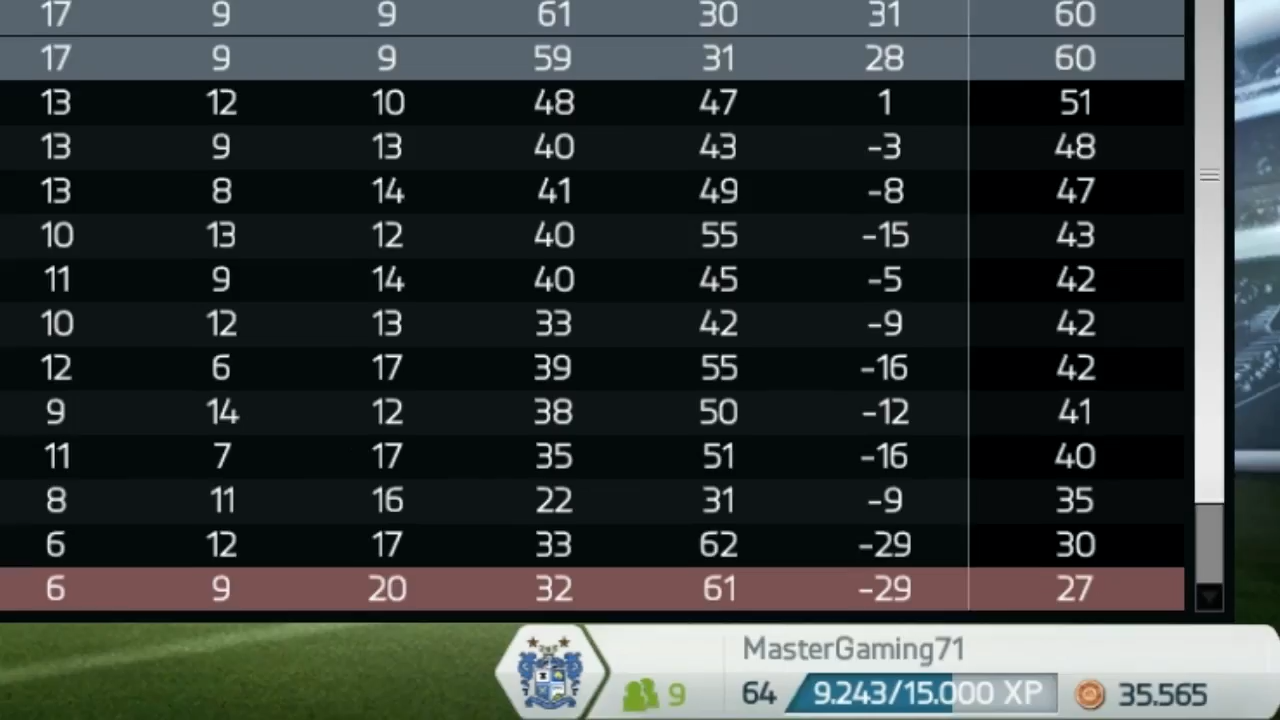 17 9 9 61 30 31 60
17 9 9 59 31 28 60
13 12 10 48 47 1 51
13 9 13 40 43 -3 48
13 8 14 41 49 -8 47
10 13 12 40 55 -15 43
11 9 14 40 45 -5 42
10 12 13 33 42 -9 42
12 6 17 39 55 -16 42
9 14 12 38 50 -12 41
11 7 17 35 51 -16 40
8 11 16 22 31 -9 35
6 12 17 33 62 -29 30
6 9 20 32 61 -29 27
MasterGaming71
9 64 9.243/15.000 XP 35.565